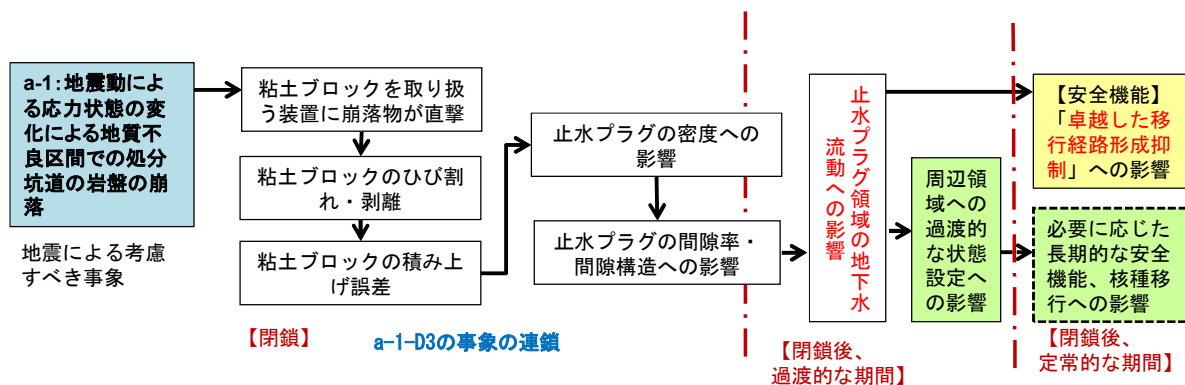 a-1：地震動によ
る応力状態の変
化による地質不
良区間での処分
坑道の岩盤の崩
落
地震による考慮
すべき事象
粘土ブロックを取り扱
う装置に崩落物が直撃
粘土ブロックのひび割
れ・剥離
粘土ブロックの積み上
げ誤差
【閉鎖】
a-1-D3の事象の連鎖
止水プラグの密度への
影響
止水プラグの間隙率・
間隙構造への影響
止水プラグ領域の地下水
流動への影響
周辺領
域への
過渡的
な状態
設定へ
の影響
【閉鎖後、
過渡的な期間】
【安全機能】
「卓越した移
行経路形成抑
制」への影響
必要に応じた
長期的な安全
機能、核種移
行への影響
【閉鎖後、
定常的な期間】